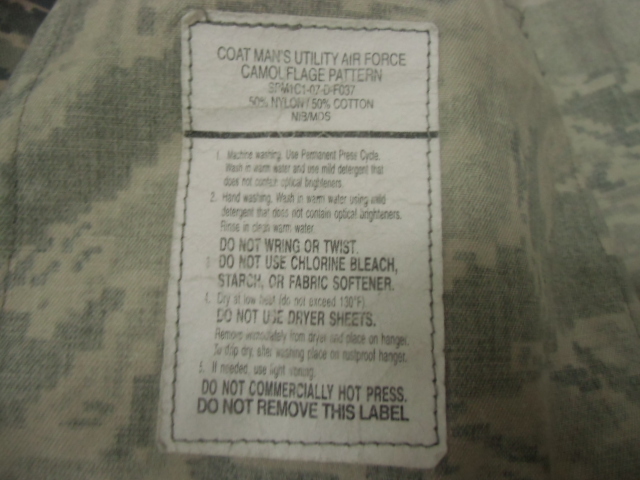 COAT MAN'S UTILITY AIR FORCE
CAMOUFLAGE PATTERN
SPM1C1-07-D-F037
50% NYLON / 50% COTTON
NIB/MDS
1. Machine washing. Use Permanent Press Cycle.
Wash in warm water and use mild detergent that
does not contain optical brighteners.
2. Hand washing. Wash in warm water using mild
detergent that does not contain optical brighteners.
Rinse in clean warm water.
DO NOT WRING OR TWIST.
3. DO NOT USE CHLORINE BLEACH,
STARCH, OR FABRIC SOFTENER.
4. Dry at low heat (do not exceed 130°F).
DO NOT USE DRYER SHEETS.
Remove immediately from dryer and place on hanger.
To drip dry, after washing place on rustproof hanger.
5. If needed, use light ironing.
DO NOT COMMERCIALLY HOT PRESS.
DO NOT REMOVE THIS LABEL